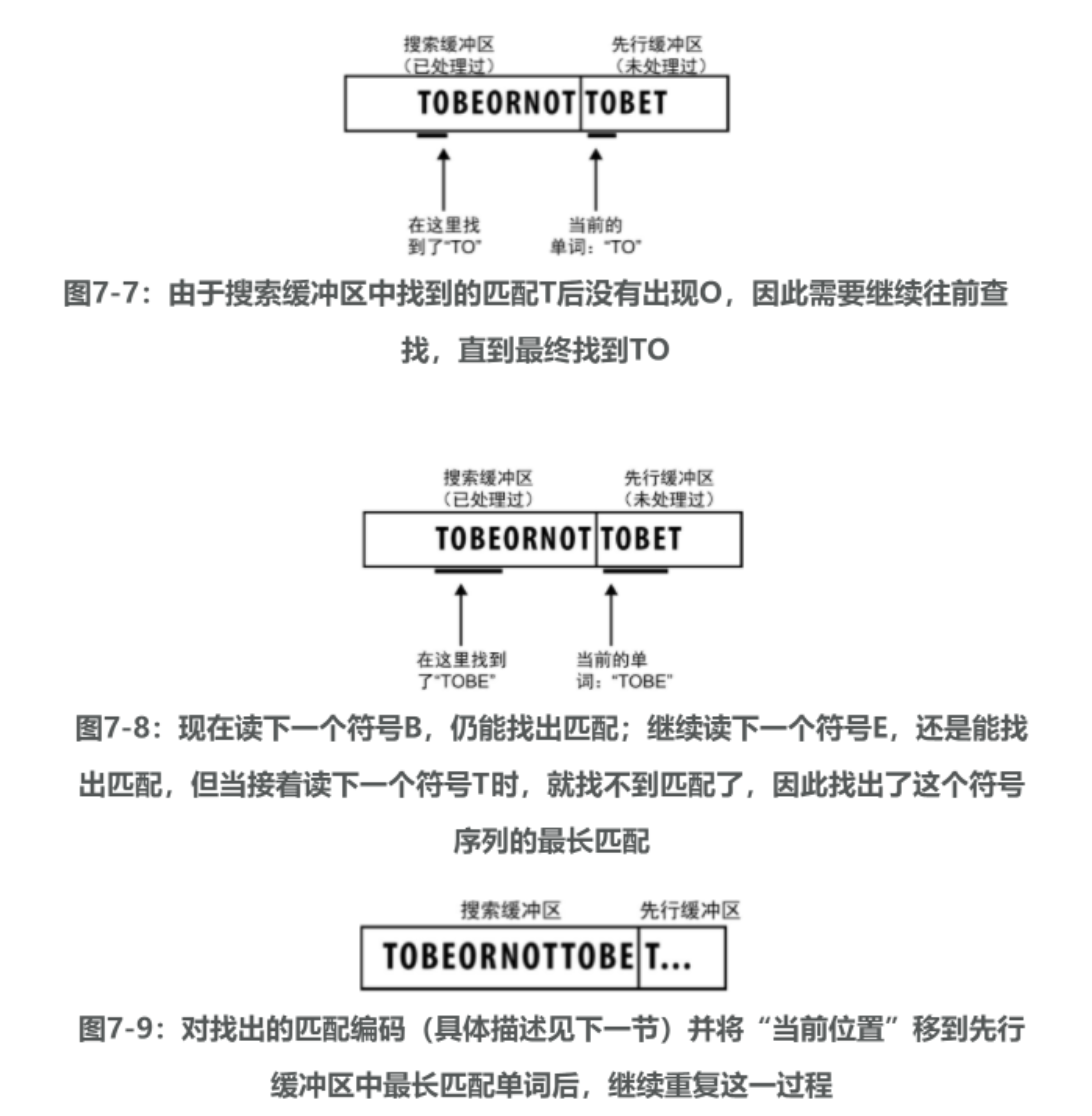 搜索缓冲区 先行缓冲区
（已处理过） （未处理过）
TOBEORNOT TOBET
在这里找 当前的
到了“TO” 单词：“TO”
图7-7：由于搜索缓冲区中找到的匹配T后没有出现O，因此需要继续往前查
找，直到最终找到TO
搜索缓冲区 先行缓冲区
（已处理过） （未处理过）
TOBEORNOT TOBET
在这里找到 当前的单
了“TOBE” 词：“TOBE”
图7-8：现在读下一个符号B，仍能找出匹配；继续读下一个符号E，还是能找
出匹配，但当接着读下一个符号T时，就找不到匹配了，因此找出了这个符号
序列的最长匹配
搜索缓冲区 先行缓冲区
TOBEORNOTTOBE T...
图7-9：对找出的匹配编码（具体描述见下一节）并将“当前位置”移到先行
缓冲区中最长匹配单词后，继续重复这一过程